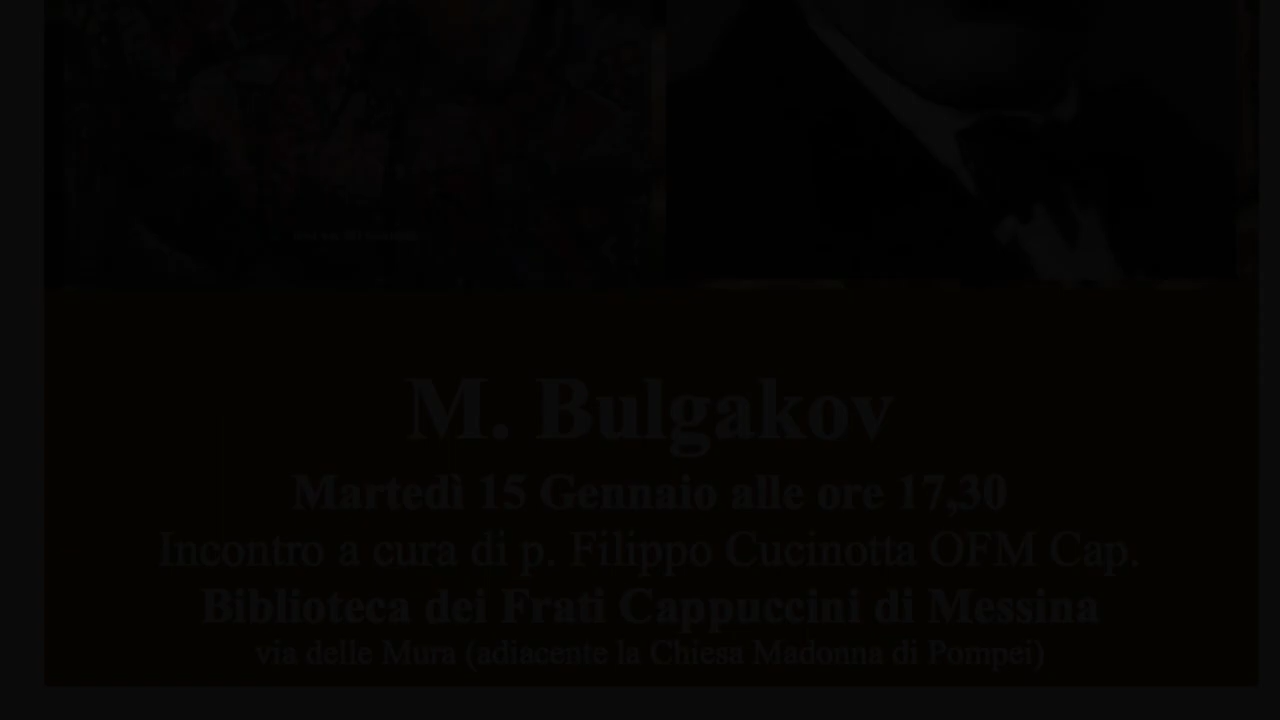 M. Bulgakov
Martedì 15 Gennaio alle ore 17,30
Incontro a cura di p. Filippo Cucinotta OFM Cap.
Biblioteca dei Frati Cappuccini di Messina
via delle Mura (adiacente la Chiesa Madonna di Pompei)